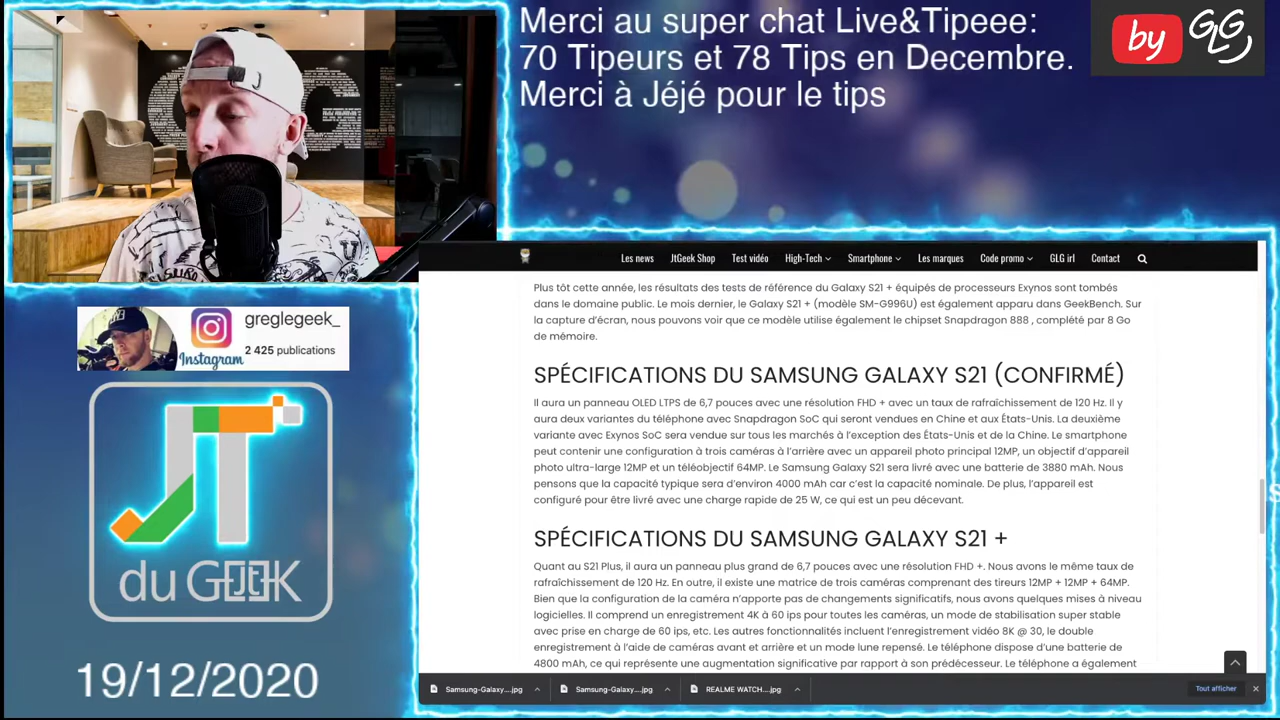 Merci au super chat Live&Tipeee:
70 Tipeurs et 78 Tips en Decembre.
Merci à Jéjé pour le tips
by GLG
greglegeek_
Instagram
2 425 publications
JT
du GEEK
19/12/2020
Les news JtGeek Shop Test vidéo High-Tech Smartphone Les marques Code promo GLG irl Contact
Plus tôt cette année, les résultats des tests de référence du Galaxy S21 + équipés de processeurs Exynos sont tombés
dans le domaine public. Le mois dernier, le Galaxy S21 + (modèle SM-G996U) est également apparu dans GeekBench. Sur
la capture d'écran, nous pouvons voir que ce modèle utilise également le chipset Snapdragon 888 , complété par 8 Go
de mémoire.
SPÉCIFICATIONS DU SAMSUNG GALAXY S21 (CONFIRMÉ)
Il aura un panneau OLED LTPS de 6,7 pouces avec une résolution FHD + avec un taux de rafraîchissement de 120 Hz. Il y
aura deux variantes du téléphone avec Snapdragon SoC qui seront vendues en Chine et aux États-Unis. La deuxième
variante avec Exynos SoC sera vendue sur tous les marchés à l'exception des États-Unis et de la Chine. Le smartphone
peut contenir une configuration à trois caméras à l'arrière avec un appareil photo principal 12MP, un objectif d'appareil
photo ultra-large 12MP et un téléobjectif 64MP. Le Samsung Galaxy S21 sera livré avec une batterie de 3880 mAh. Nous
pensons que la capacité typique sera d'environ 4000 mAh car c'est la capacité nominale. De plus, l'appareil est
configuré pour être livré avec une charge rapide de 25 W, ce qui est un peu décevant.
SPÉCIFICATIONS DU SAMSUNG GALAXY S21 +
Quant au S21 Plus, il aura un panneau plus grand de 6,7 pouces avec une résolution FHD +. Nous avons le même taux de
rafraîchissement de 120 Hz. En outre, il existe une matrice de trois caméras comprenant des tireurs 12MP + 12MP + 64MP.
Bien que la configuration de la caméra n'apporte pas de changements significatifs, nous avons quelques mises à niveau
logicielles. Il comprend un enregistrement 4K à 60 ips pour toutes les caméras, un mode de stabilisation super stable
avec prise en charge de 60 ips, etc. Les autres fonctionnalités incluent l'enregistrement vidéo 8K @ 30, le double
enregistrement à l'aide de caméras avant et arrière et un mode lune repensé. Le téléphone dispose d'une batterie de
4800 mAh, ce qui représente une augmentation significative par rapport à son prédécesseur. Le téléphone a également
Samsung-Galaxy....jpg Samsung-Galaxy....jpg REALME WATCH....jpg Tout afficher